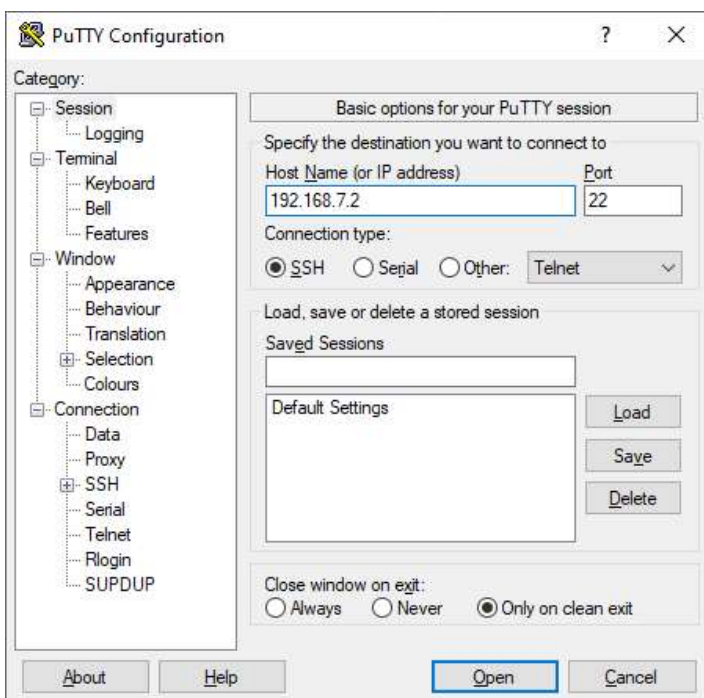 PuTTY Configuration ? ×
Category:
Session
Logging
Terminal
Keyboard
Bell
Features
Window
Appearance
Behaviour
Translation
Selection
Colours
Connection
Data
Proxy
SSH
Serial
Telnet
Rlogin
SUPDUP
Basic options for your PuTTY session
Specify the destination you want to connect to
Host Name (or IP address) Port
192.168.7.2 22
Connection type:
SSH Serial Other: Telnet
Load, save or delete a stored session
Saved Sessions
Default Settings
Load
Save
Delete
Close window on exit:
Always Never Only on clean exit
About Help Open Cancel